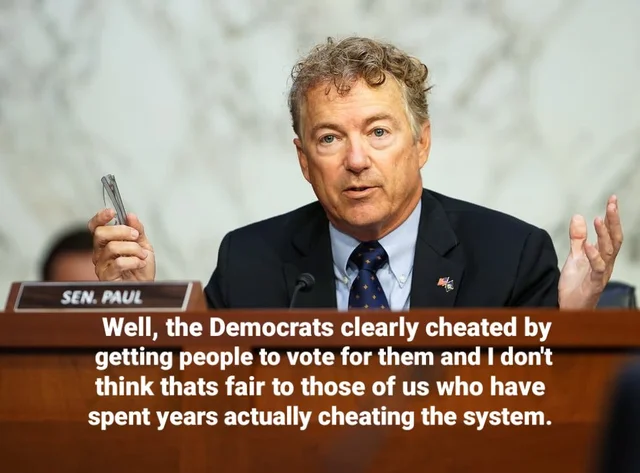 SEN. PAUL
Well, the Democrats clearly cheated by
getting people to vote for them and I don't
think thats fair to those of us who have
spent years actually cheating the system.